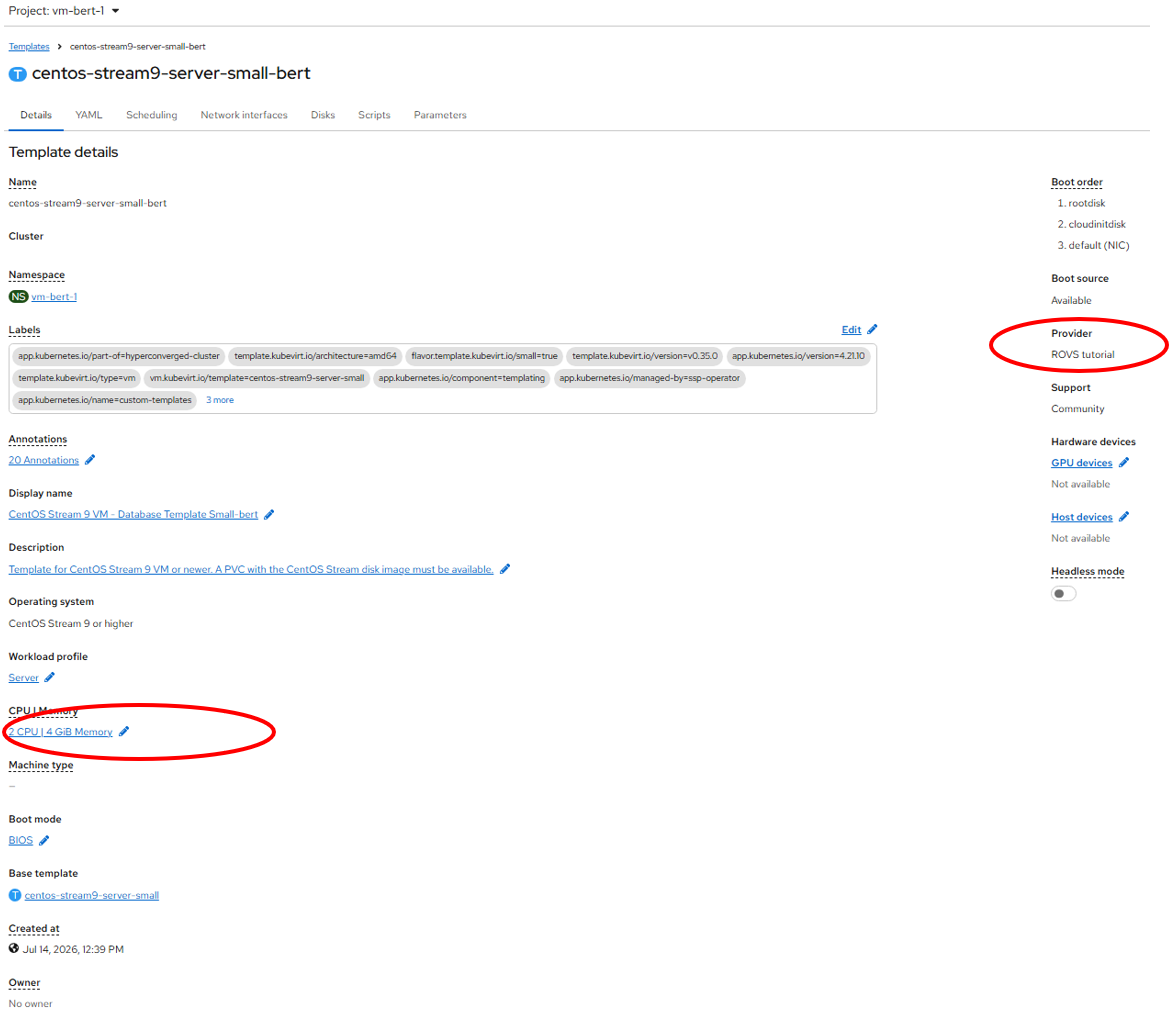 Project: vm-bert-1
Templates > centos-stream9-server-small-bert
T centos-stream9-server-small-bert
Details YAML Scheduling Network interfaces Disks Scripts Parameters
Template details
Name
centos-stream9-server-small-bert
Cluster
Namespace
NS vm-bert-1
Labels
Edit
app.kubernetes.io/part-of=hyperconverged-cluster template.kubevirt.io/architecture=amd64 flavor.template.kubevirt.io/small=true template.kubevirt.io/version=v0.35.0 app.kubernetes.io/version=4.21.10
template.kubevirt.io/type=vm vm.kubevirt.io/template=centos-stream9-server-small app.kubernetes.io/component=templating app.kubernetes.io/managed-by=ssp-operator
app.kubernetes.io/name=custom-templates 3 more
Annotations
20 Annotations
Display name
CentOS Stream 9 VM - Database Template Small-bert
Description
Template for CentOS Stream 9 VM or newer. A PVC with the CentOS Stream disk image must be available.
Operating system
CentOS Stream 9 or higher
Workload profile
Server
CPU | Memory
2 CPU | 4 GiB Memory
Machine type
–
Boot mode
BIOS
Base template
T centos-stream9-server-small
Created at
Jul 14, 2026, 12:39 PM
Owner
No owner
Boot order
1. rootdisk
2. cloudinitdisk
3. default (NIC)
Boot source
Available
Provider
ROVS tutorial
Support
Community
Hardware devices
GPU devices
Not available
Host devices
Not available
Headless mode